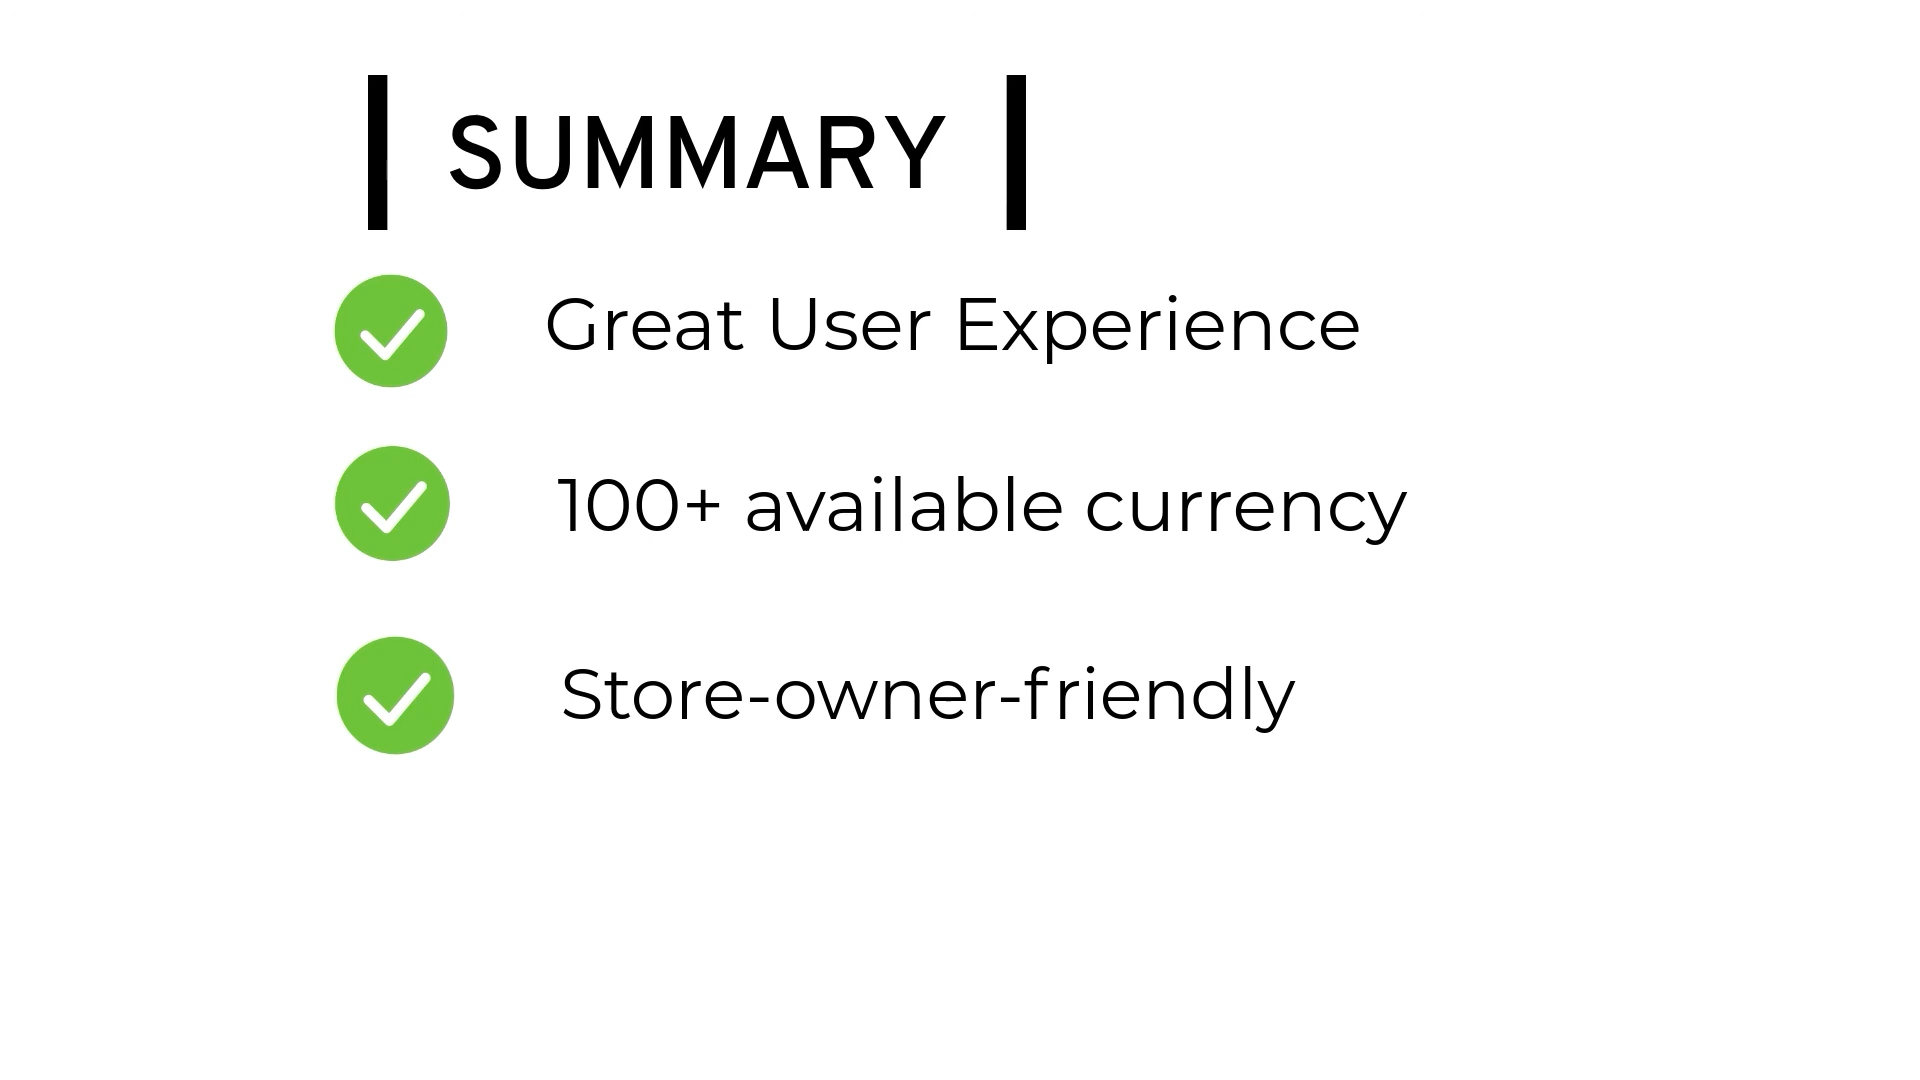 SUMMARY
Great User Experience
100+ available currency
Store-owner-friendly